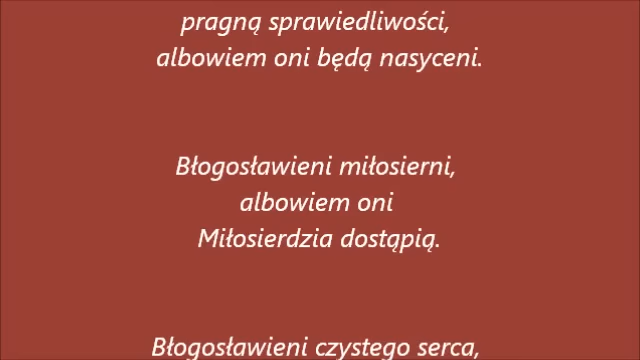 pragną sprawiedliwości,
albowiem oni będą nasyceni.
Błogosławieni miłosierni,
albowiem oni
Miłosierdzia dostąpią.
Błogosławieni czystego serca,